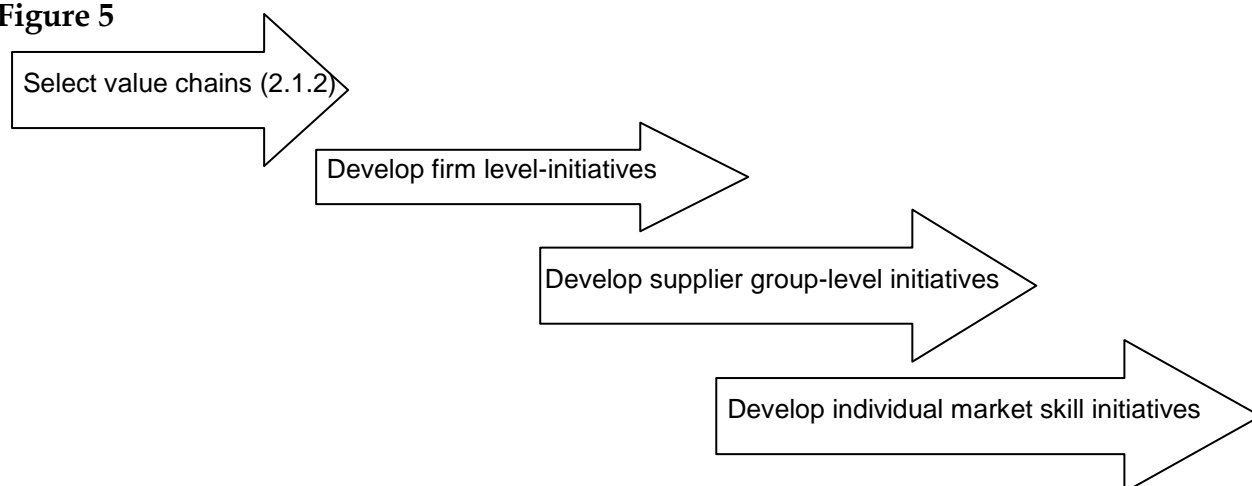 Figure 5
Select value chains (2.1.2)
Develop firm level-initiatives
Develop supplier group-level initiatives
Develop individual market skill initiatives